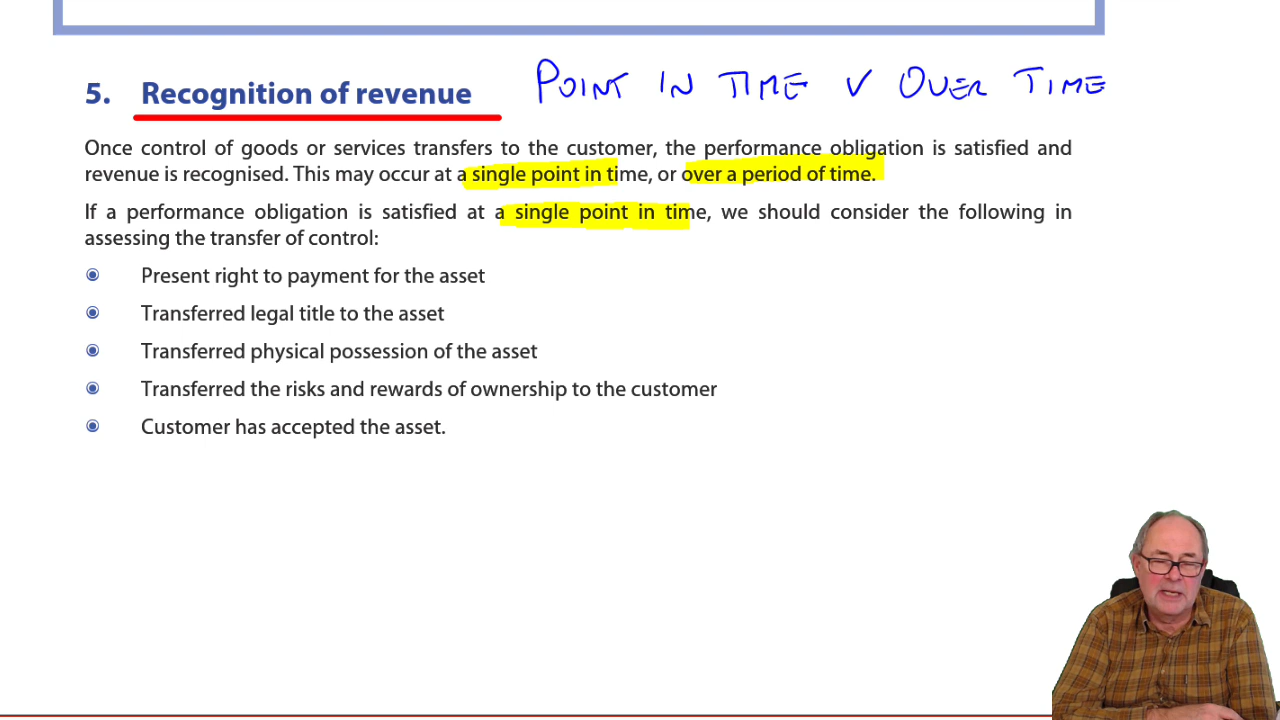 5. Recognition of revenue POINT IN TIME V OVER TIME
Once control of goods or services transfers to the customer, the performance obligation is satisfied and
revenue is recognised. This may occur at a single point in time, or over a period of time.
If a performance obligation is satisfied at a single point in time, we should consider the following in
assessing the transfer of control:
Present right to payment for the asset
Transferred legal title to the asset
Transferred physical possession of the asset
Transferred the risks and rewards of ownership to the customer
Customer has accepted the asset.